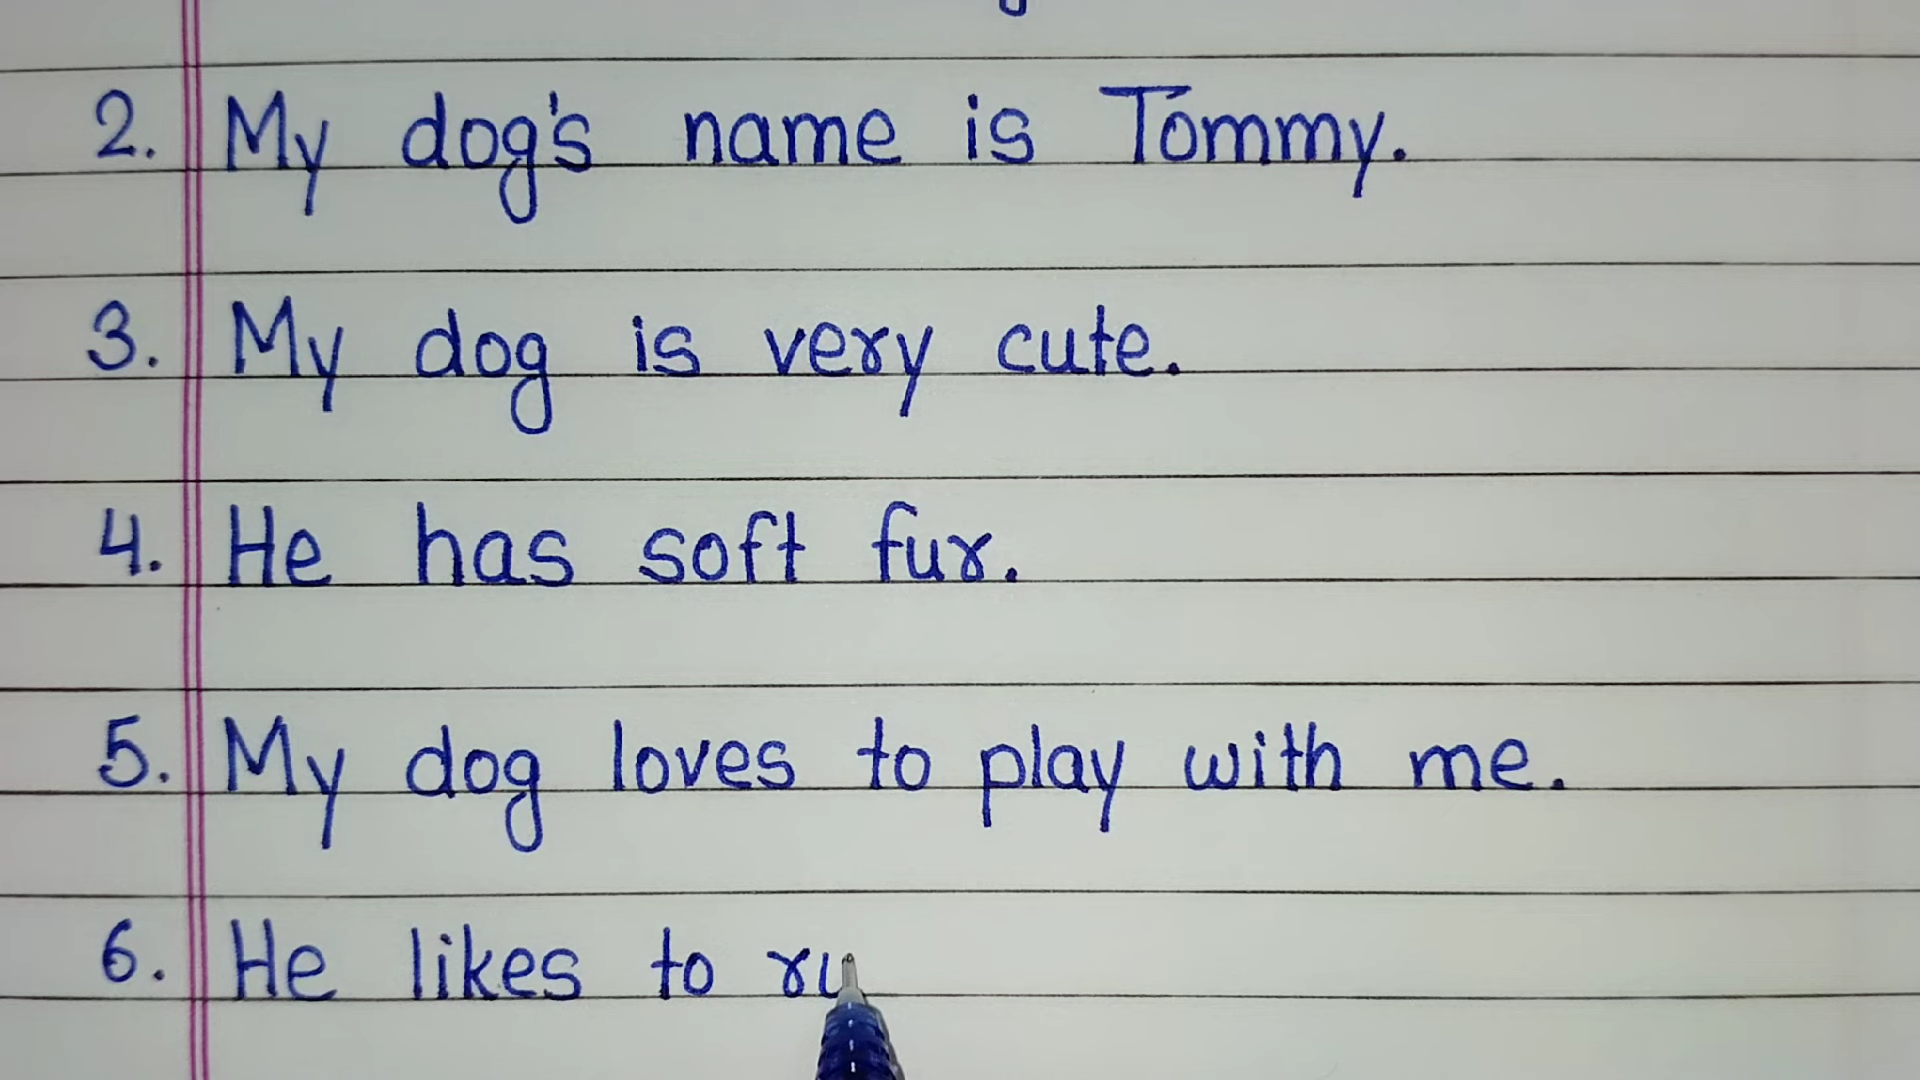 2. My dog's name is Tommy.
3. My dog is very cute.
4. He has soft fur.
5. My dog loves to play with me.
6. He likes to ru